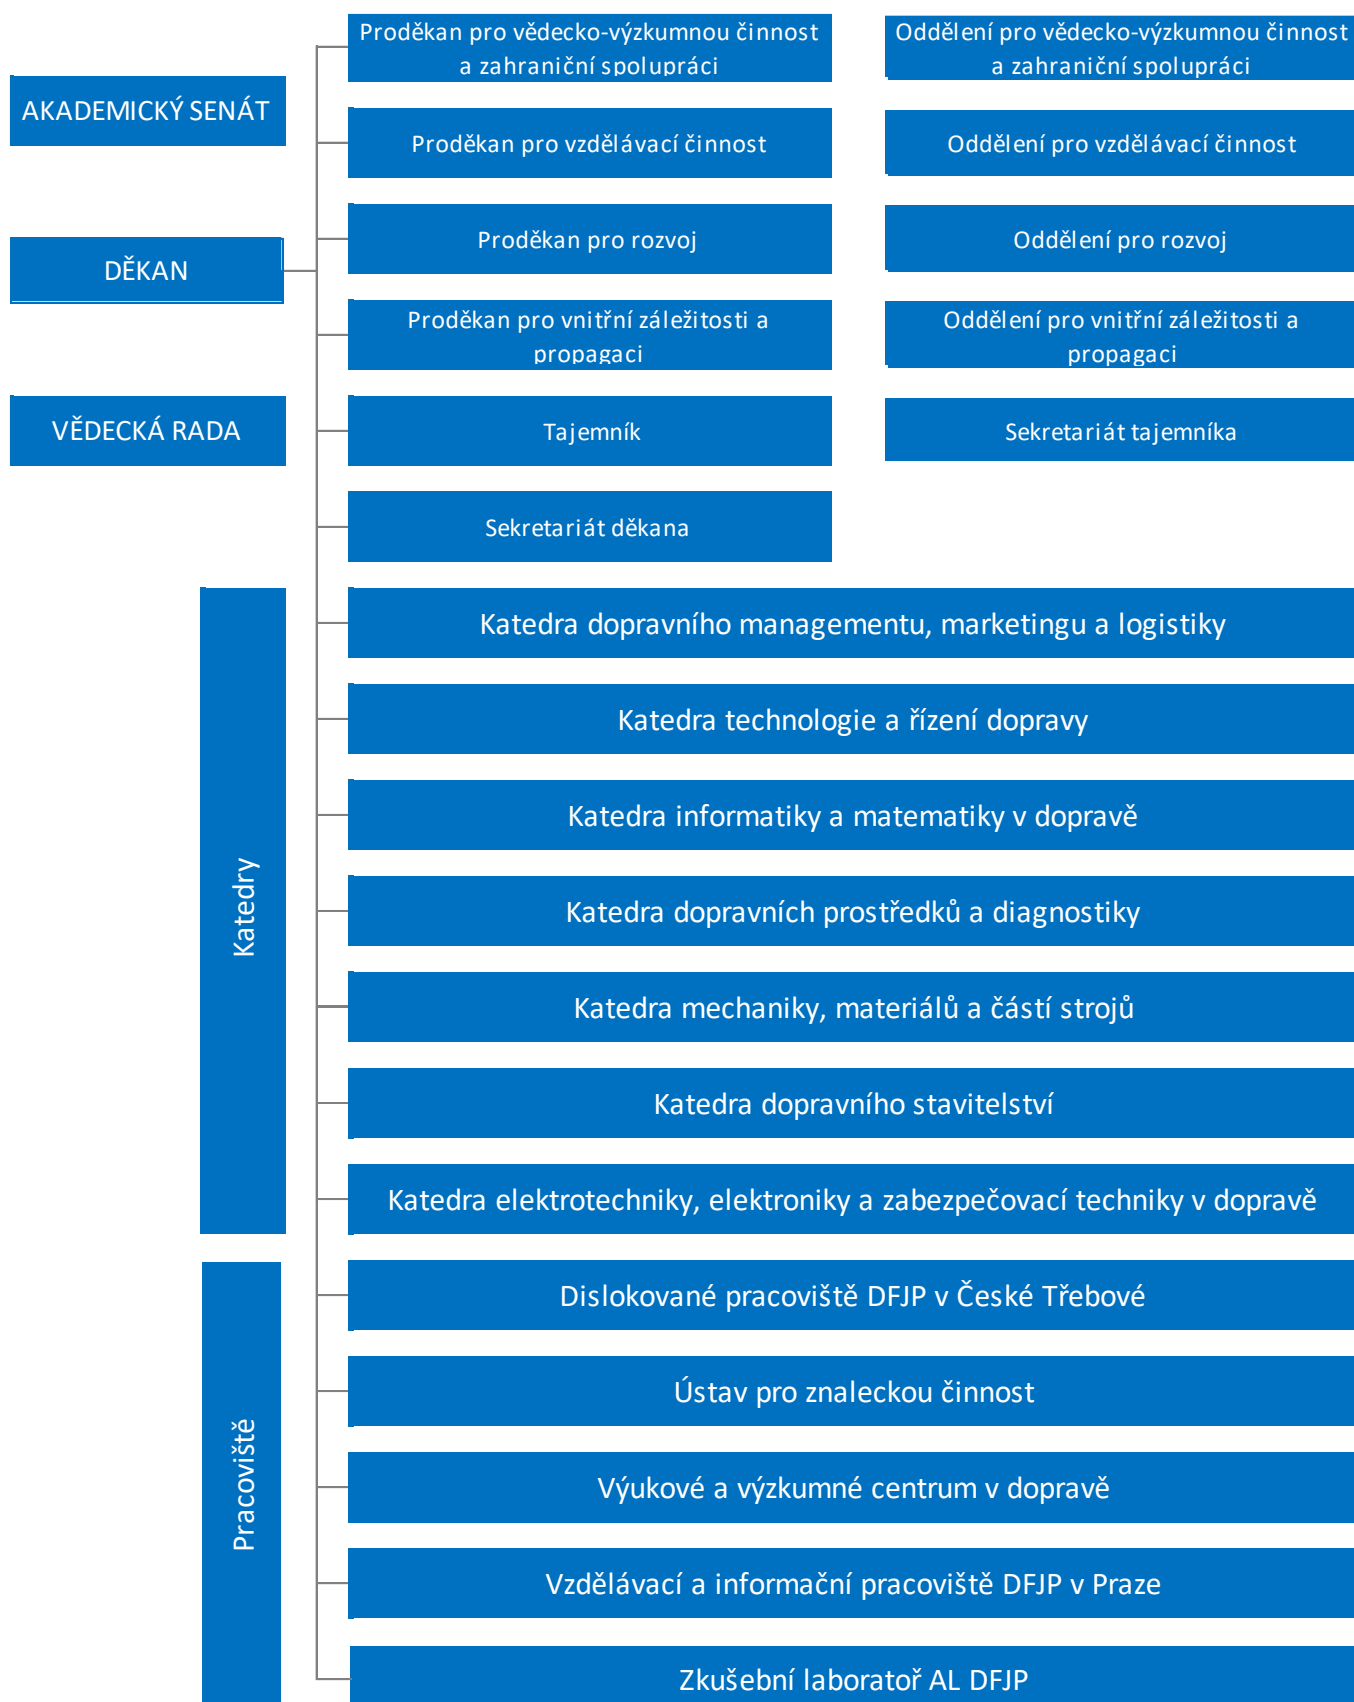 Proděkan pro vědecko-výzkumnou činnost
a zahraniční spolupráci
Oddělení pro vědecko-výzkumnou činnost
a zahraniční spolupráci
AKADEMICKÝ SENÁT
Proděkan pro vzdělávací činnost
Oddělení pro vzdělávací činnost
Proděkan pro rozvoj
Oddělení pro rozvoj
DĚKAN
Proděkan pro vnitřní záležitosti a
propagaci
Oddělení pro vnitřní záležitosti a
propagaci
VĚDECKÁ RADA
Tajemník
Sekretariát tajemníka
Sekretariát děkana
Katedry
Katedra dopravního managementu, marketingu a logistiky
Katedra technologie a řízení dopravy
Katedra informatiky a matematiky v dopravě
Katedra dopravních prostředků a diagnostiky
Katedra mechaniky, materiálů a částí strojů
Katedra dopravního stavitelství
Katedra elektrotechniky, elektroniky a zabezpečovací techniky v dopravě
Pracoviště
Dislokované pracoviště DFJP v České Třebové
Ústav pro znaleckou činnost
Výukové a výzkumné centrum v dopravě
Vzdělávací a informační pracoviště DFJP v Praze
Zkušební laboratoř AL DFJP